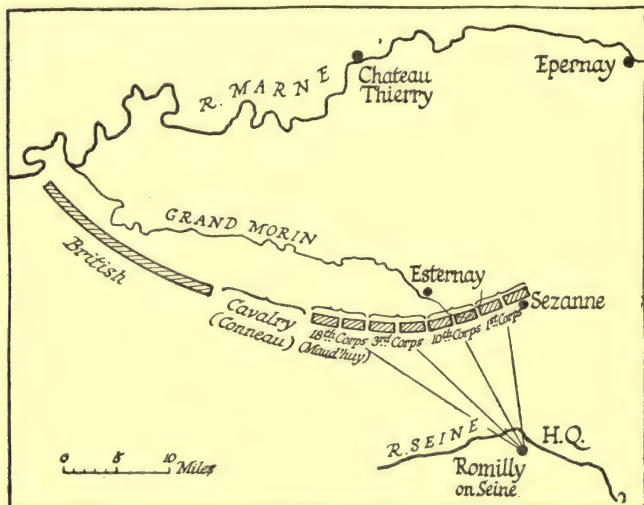 R. MARNE
Chateau
Thierry
Epernay
GRAND MORIN
British
Esternay
Sezanne
Cavalry
(Conneau)
18th Corps
(Maud'huy)
3rd Corps
10th Corps
1st Corps
R. SEINE
H.Q.
Romilly
on Seine
0 5 10
Miles